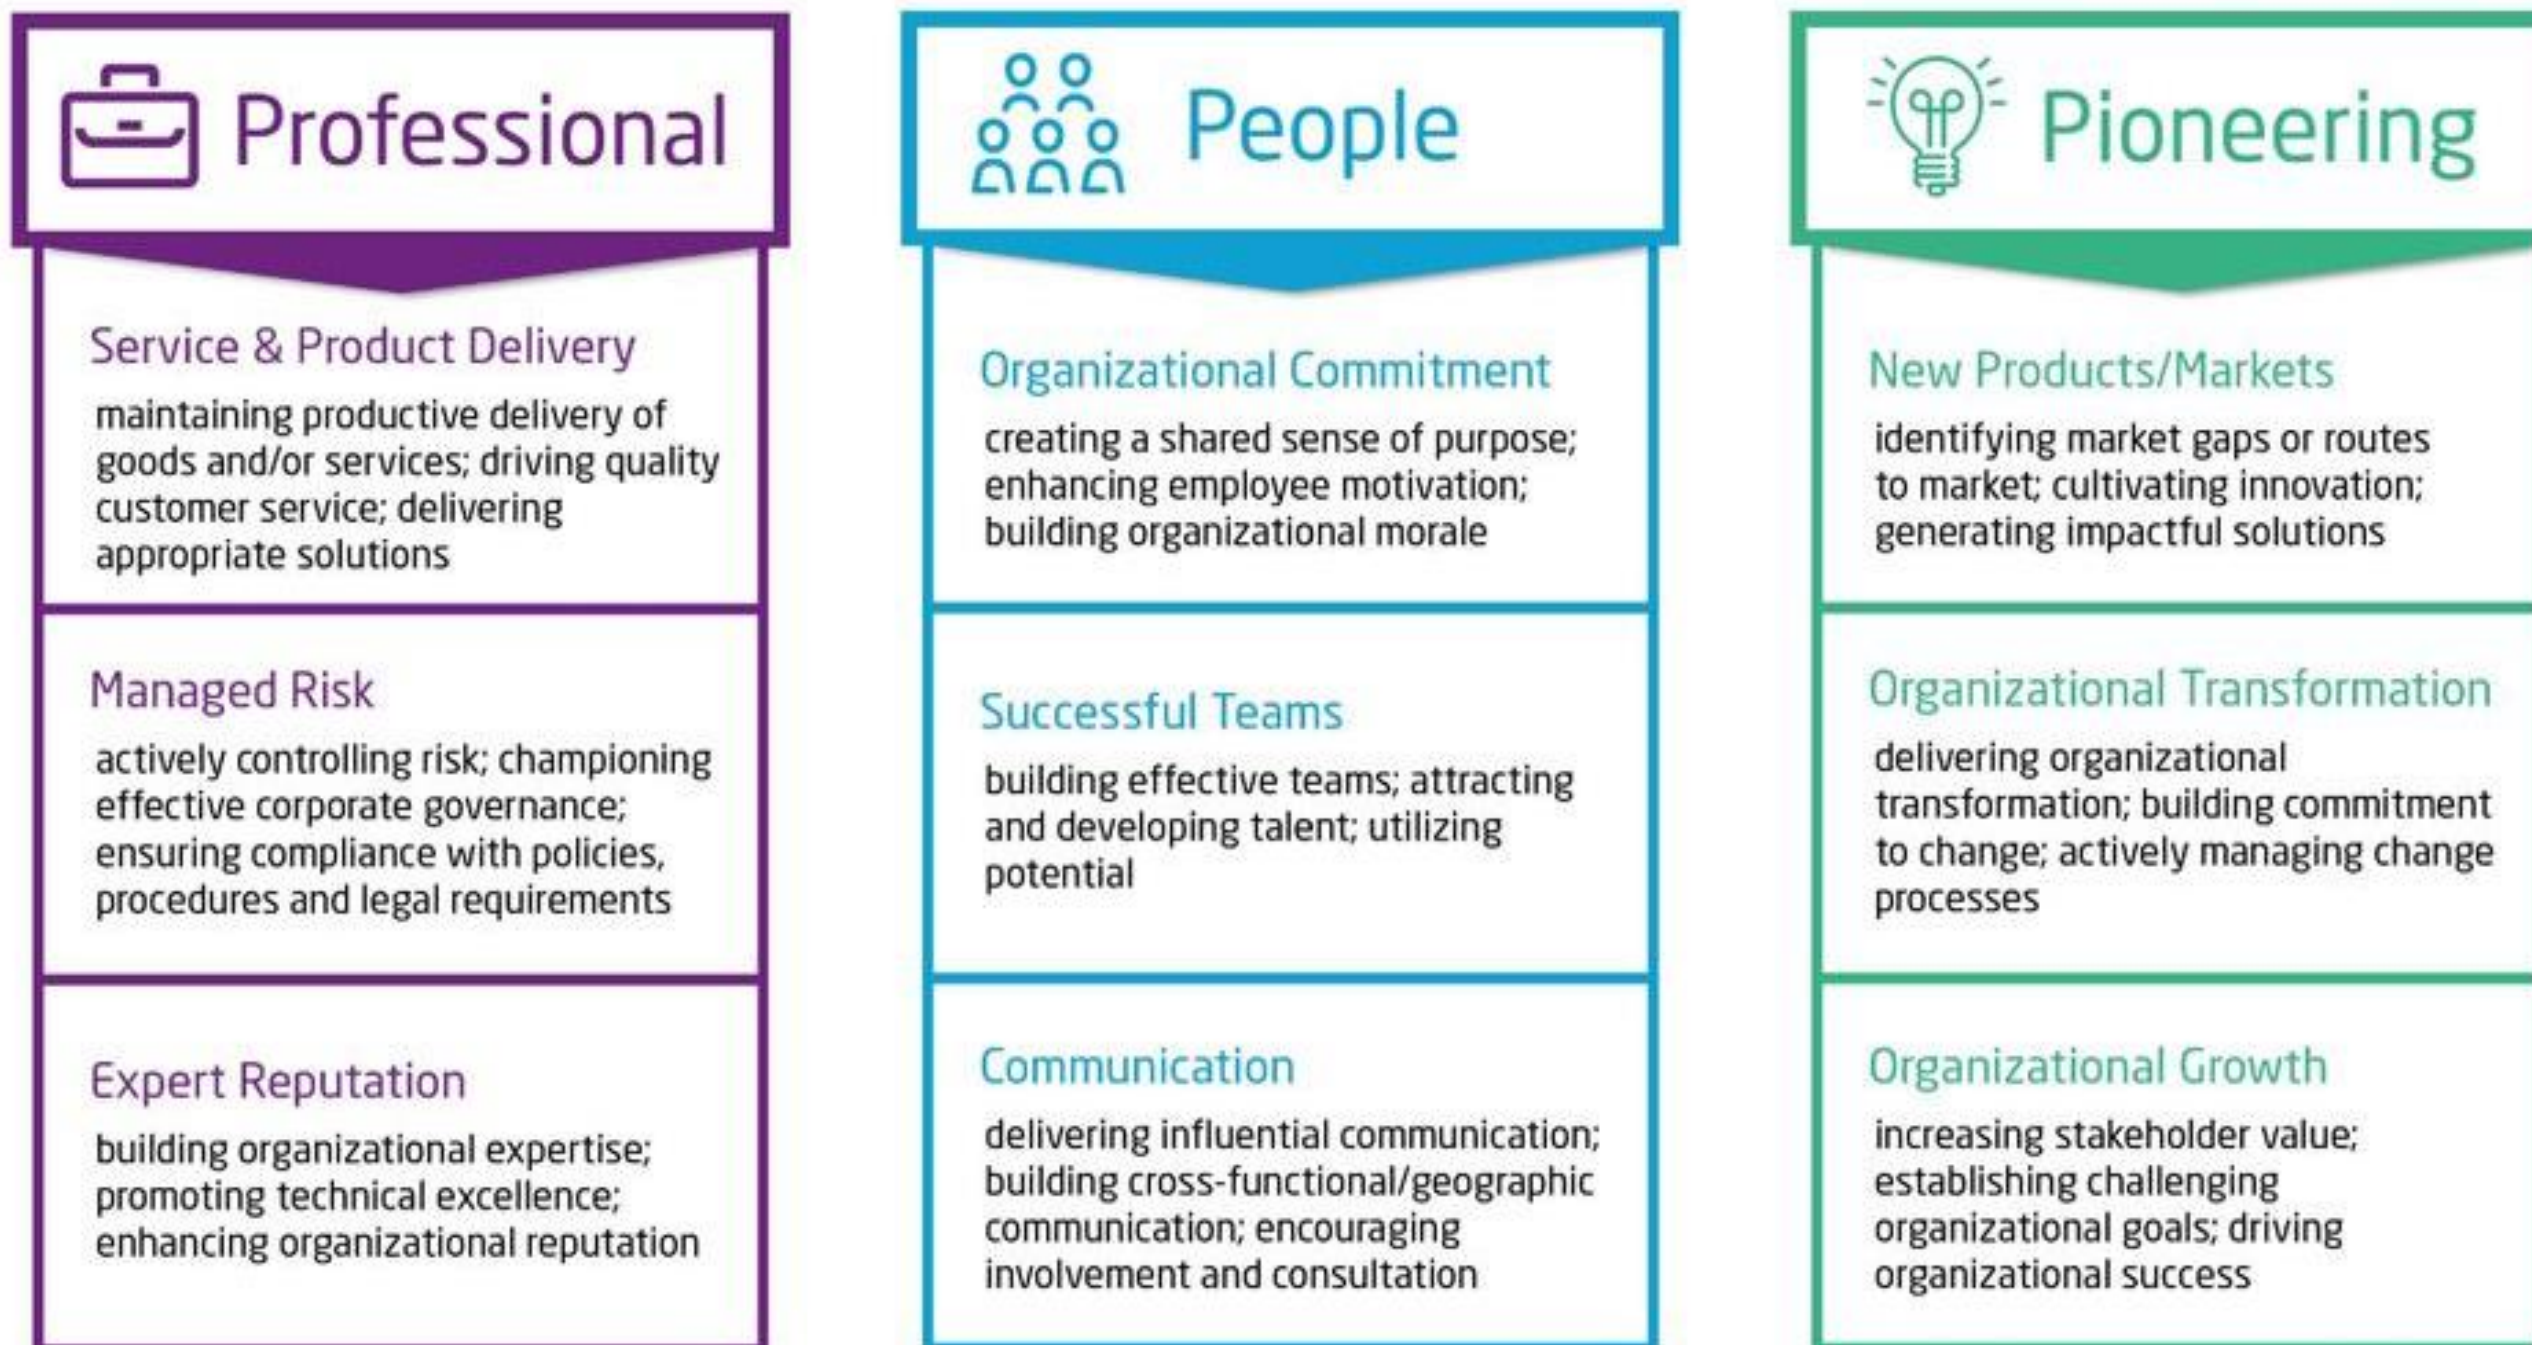 Professional
Service & Product Delivery
maintaining productive delivery of
goods and/or services; driving quality
customer service; delivering
appropriate solutions
Managed Risk
actively controlling risk; championing
effective corporate governance;
ensuring compliance with policies,
procedures and legal requirements
Expert Reputation
building organizational expertise;
promoting technical excellence;
enhancing organizational reputation
People
Organizational Commitment
creating a shared sense of purpose;
enhancing employee motivation;
building organizational morale
Successful Teams
building effective teams; attracting
and developing talent; utilizing
potential
Communication
delivering influential communication;
building cross-functional/geographic
communication; encouraging
involvement and consultation
Pioneering
New Products/Markets
identifying market gaps or routes
to market; cultivating innovation;
generating impactful solutions
Organizational Transformation
delivering organizational
transformation; building commitment
to change; actively managing change
processes
Organizational Growth
increasing stakeholder value;
establishing challenging
organizational goals; driving
organizational success